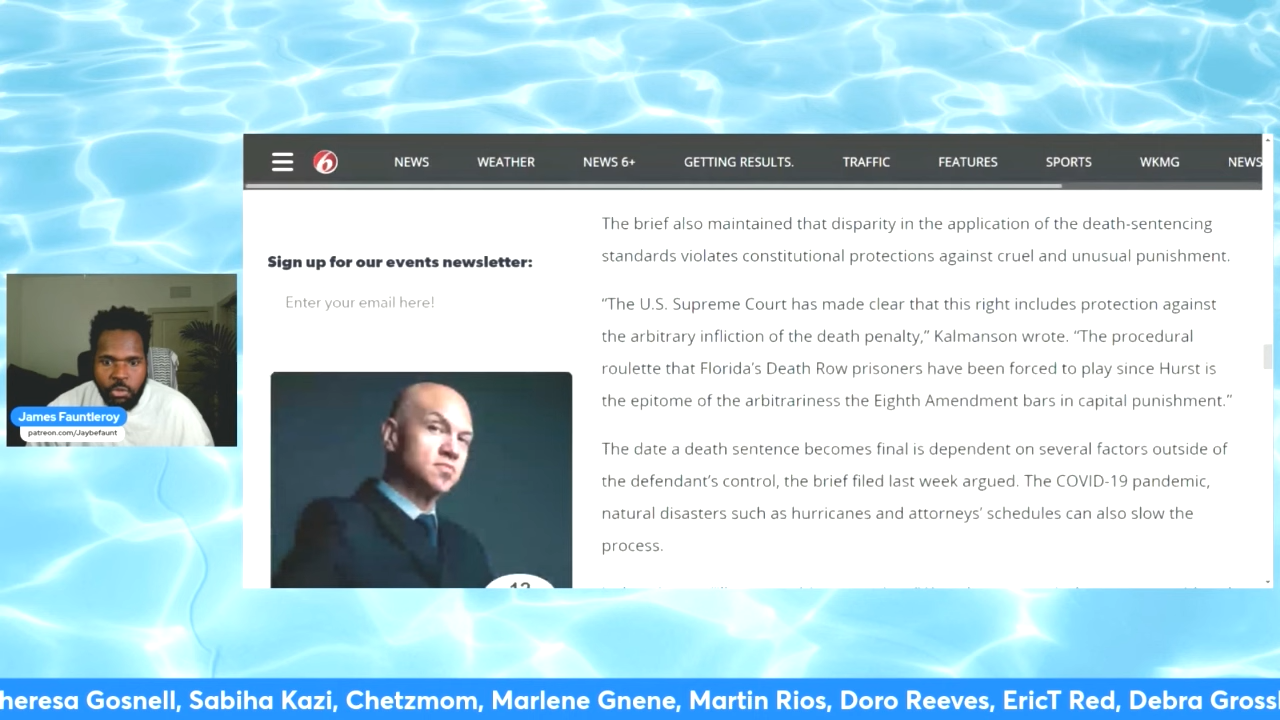 6
NEWS
WEATHER
NEWS 6+
GETTING RESULTS.
TRAFFIC
FEATURES
SPORTS
WKMG
NEWS
Sign up for our events newsletter:
Enter your email here!
The brief also maintained that disparity in the application of the death-sentencing
standards violates constitutional protections against cruel and unusual punishment.
“The U.S. Supreme Court has made clear that this right includes protection against
the arbitrary infliction of the death penalty,” Kalmanson wrote. “The procedural
roulette that Florida’s Death Row prisoners have been forced to play since Hurst is
the epitome of the arbitrariness the Eighth Amendment bars in capital punishment.”
The date a death sentence becomes final is dependent on several factors outside of
the defendant’s control, the brief filed last week argued. The COVID-19 pandemic,
natural disasters such as hurricanes and attorneys’ schedules can also slow the
process.
James Fauntleroy
patreon.com/Jaybefaunt
heresa Gosnell, Sabiha Kazi, Chetzmom, Marlene Gnene, Martin Rios, Doro Reeves, EricT Red, Debra Gross